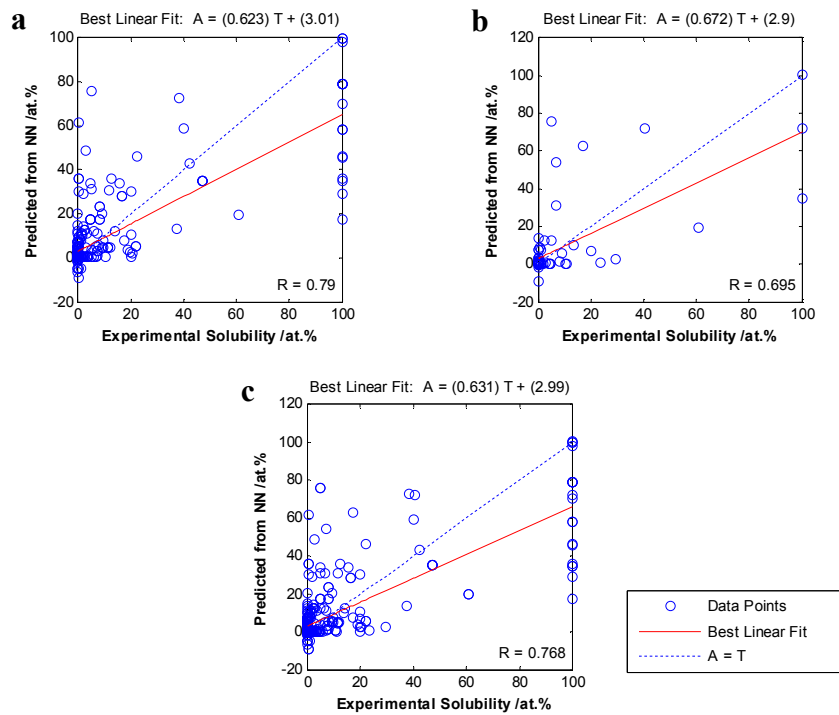 a
Best Linear Fit: A = (0.623) T + (3.01)
100
80
60
40
20
0
-20
Predicted from NN /at.%
R = 0.79
0 20 40 60 80 100
Experimental Solubility /at.%
b
Best Linear Fit: A = (0.672) T + (2.9)
120
100
80
60
40
20
0
-20
Predicted from NN /at.%
R = 0.695
0 20 40 60 80 100
Experimental Solubility /at.%
c
Best Linear Fit: A = (0.631) T + (2.99)
120
100
80
60
40
20
0
-20
Predicted from NN /at.%
R = 0.768
0 20 40 60 80 100
Experimental Solubility /at.%
Data Points
Best Linear Fit
A = T